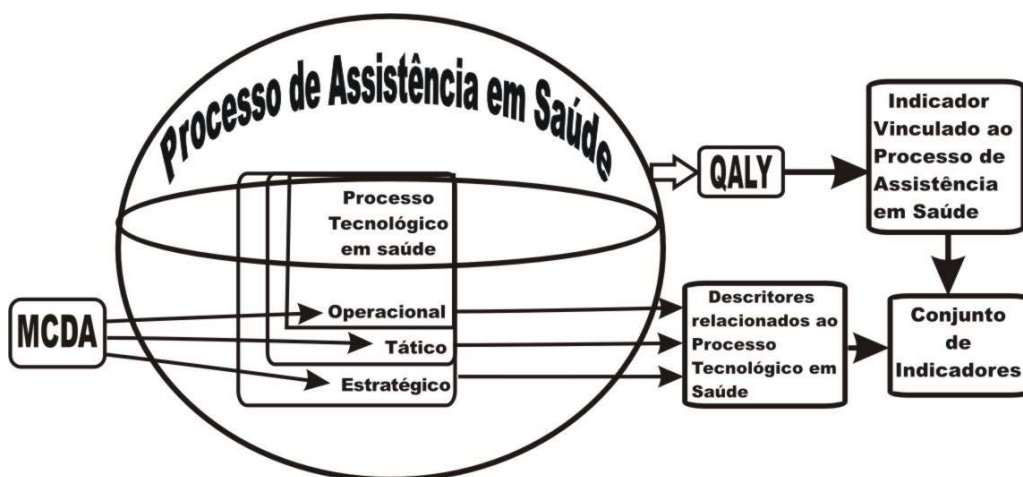 Processo de Assistência em Saúde
Processo
Tecnológico
em saúde
MCDA
Operacional
Tático
Estratégico
QALY
Indicador
Vinculado ao
Processo de
Assistência
em Saúde
Descritores
relacionados ao
Processo
Tecnológico em
Saúde
Conjunto
de
Indicadores